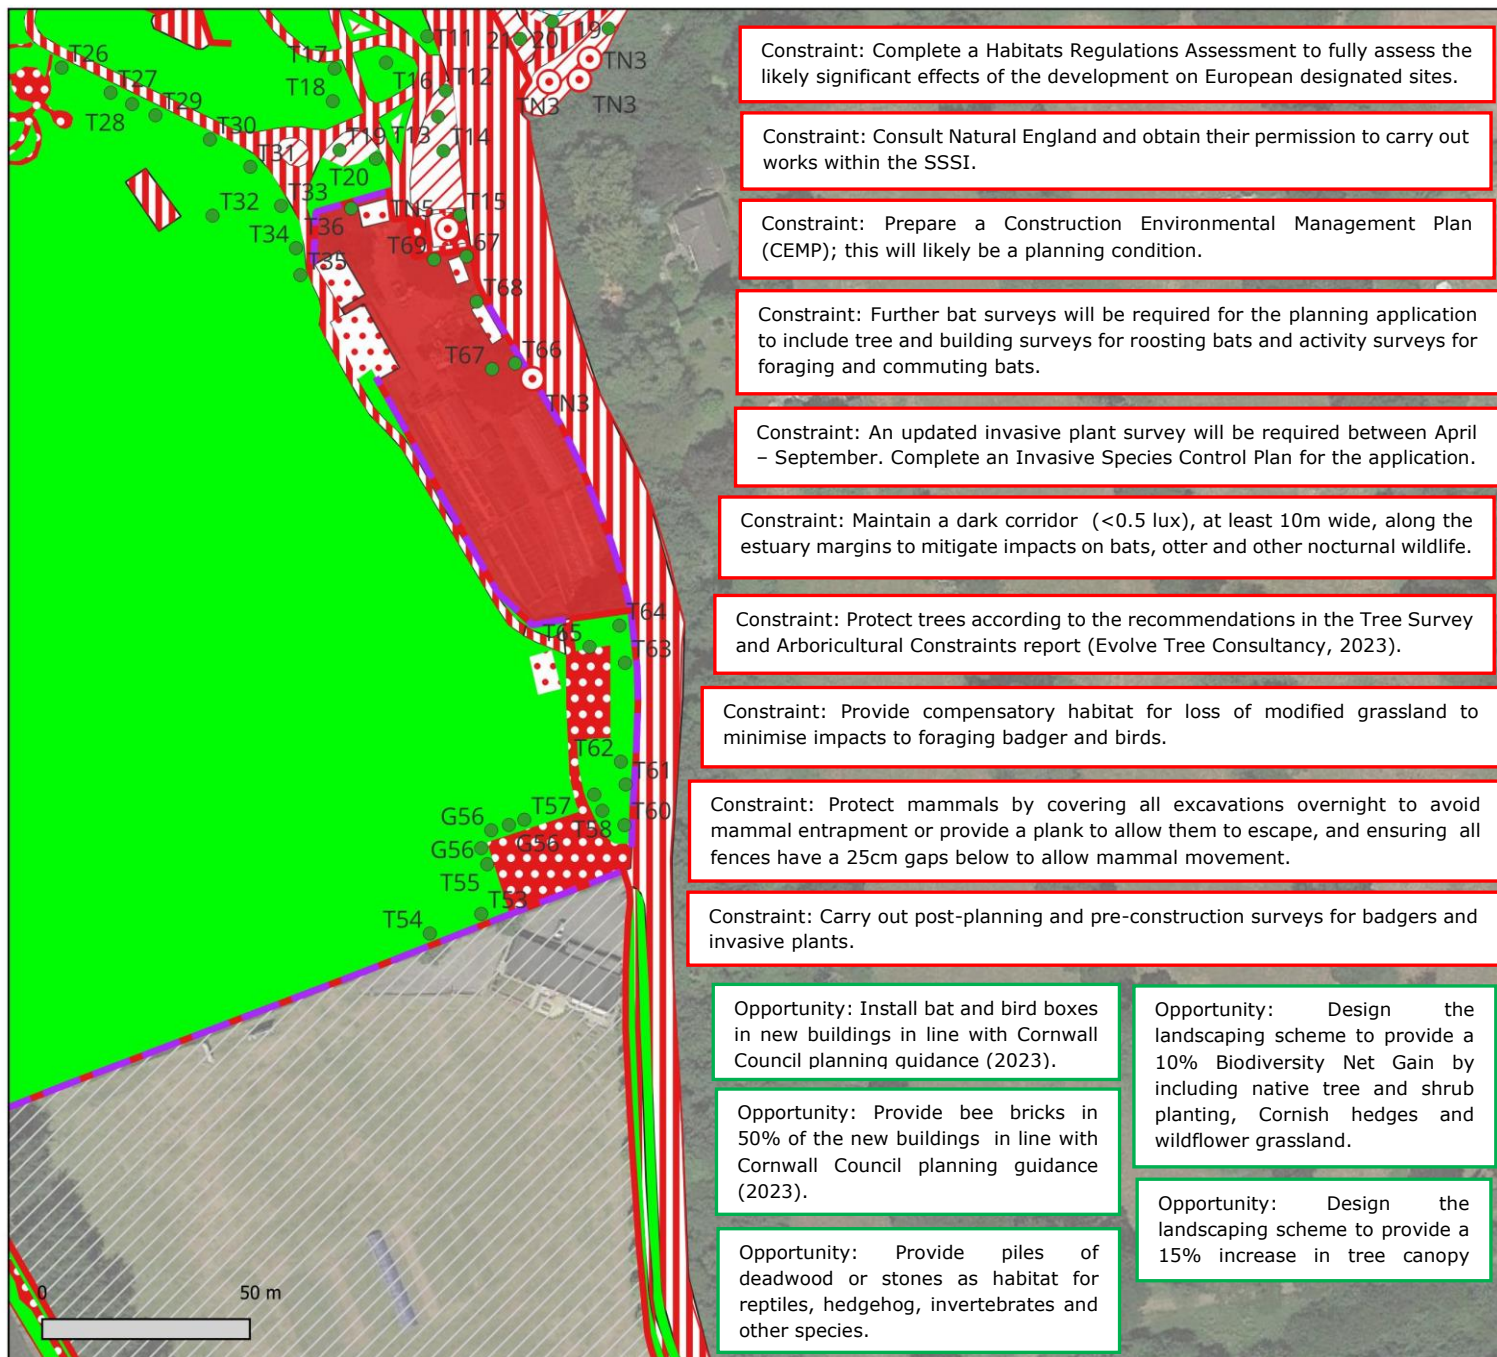 T11
21
20
19
T26
T17
TN3
T27
T16
T12
T18
TN3
TN3
T28
T29
T30
T19
T13
T14
T31
T20
T32
T33
TN5
T15
T36
T34
T69
67
T35
T68
T67
T66
TN3
T64
T65
T63
T62
T61
T57
T60
G56
T58
G56
G56
T55
T53
T54
0
50 m
Constraint: Complete a Habitats Regulations Assessment to fully assess the
likely significant effects of the development on European designated sites.
Constraint: Consult Natural England and obtain their permission to carry out
works within the SSSI.
Constraint: Prepare a Construction Environmental Management Plan
(CEMP); this will likely be a planning condition.
Constraint: Further bat surveys will be required for the planning application
to include tree and building surveys for roosting bats and activity surveys for
foraging and commuting bats.
Constraint: An updated invasive plant survey will be required between April
– September. Complete an Invasive Species Control Plan for the application.
Constraint: Maintain a dark corridor (<0.5 lux), at least 10m wide, along the
estuary margins to mitigate impacts on bats, otter and other nocturnal wildlife.
Constraint: Protect trees according to the recommendations in the Tree Survey
and Arboricultural Constraints report (Evolve Tree Consultancy, 2023).
Constraint: Provide compensatory habitat for loss of modified grassland to
minimise impacts to foraging badger and birds.
Constraint: Protect mammals by covering all excavations overnight to avoid
mammal entrapment or provide a plank to allow them to escape, and ensuring all
fences have a 25cm gaps below to allow mammal movement.
Constraint: Carry out post-planning and pre-construction surveys for badgers and
invasive plants.
Opportunity: Install bat and bird boxes
in new buildings in line with Cornwall
Council planning guidance (2023).
Opportunity: Provide bee bricks in
50% of the new buildings in line with
Cornwall Council planning guidance
(2023).
Opportunity: Provide piles of
deadwood or stones as habitat for
reptiles, hedgehog, invertebrates and
other species.
Opportunity: Design the
landscaping scheme to provide a
10% Biodiversity Net Gain by
including native tree and shrub
planting, Cornish hedges and
wildflower grassland.
Opportunity: Design the
landscaping scheme to provide a
15% increase in tree canopy